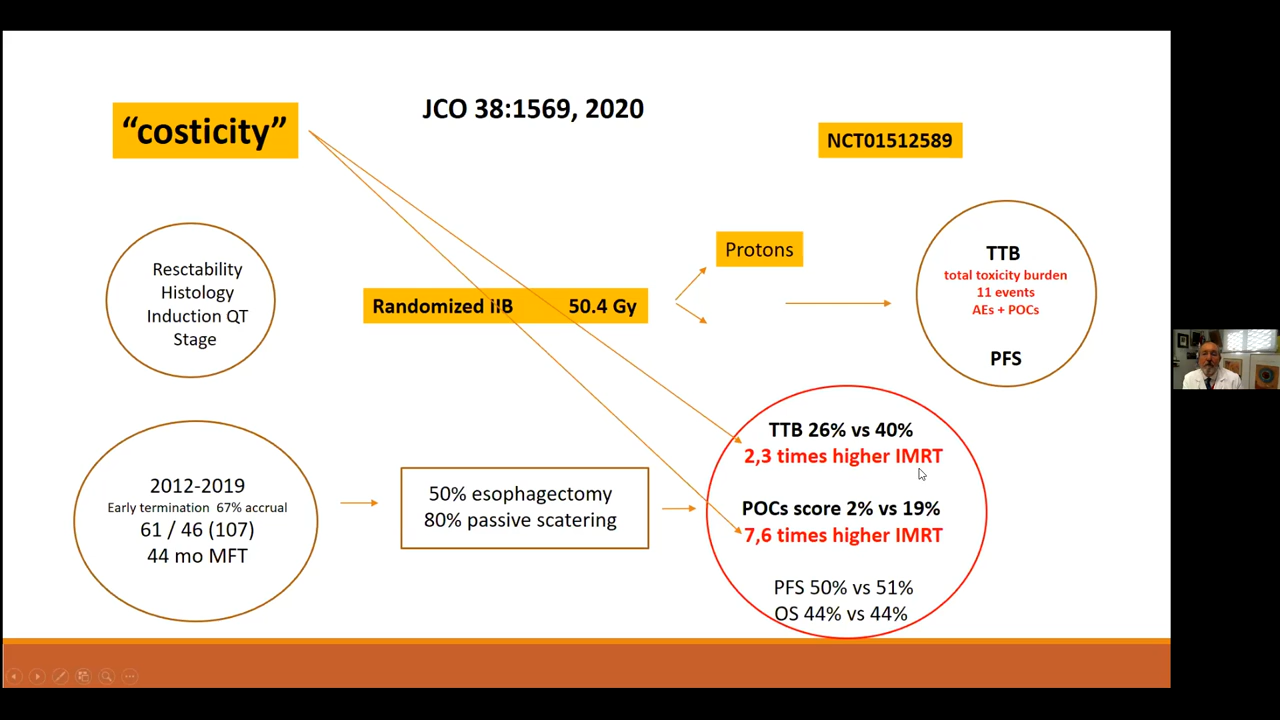 “costicity”
JCO 38:1569, 2020
NCT01512589
Resctability
Histology
Induction QT
Stage
Randomized IIB 50.4 Gy
Protons
TTB
total toxicity burden
11 events
AEs + POCs
PFS
2012-2019
Early termination 67% accrual
61 / 46 (107)
44 mo MFT
50% esophagectomy
80% passive scatering
TTB 26% vs 40%
2,3 times higher IMRT
POCs score 2% vs 19%
7,6 times higher IMRT
PFS 50% vs 51%
OS 44% vs 44%